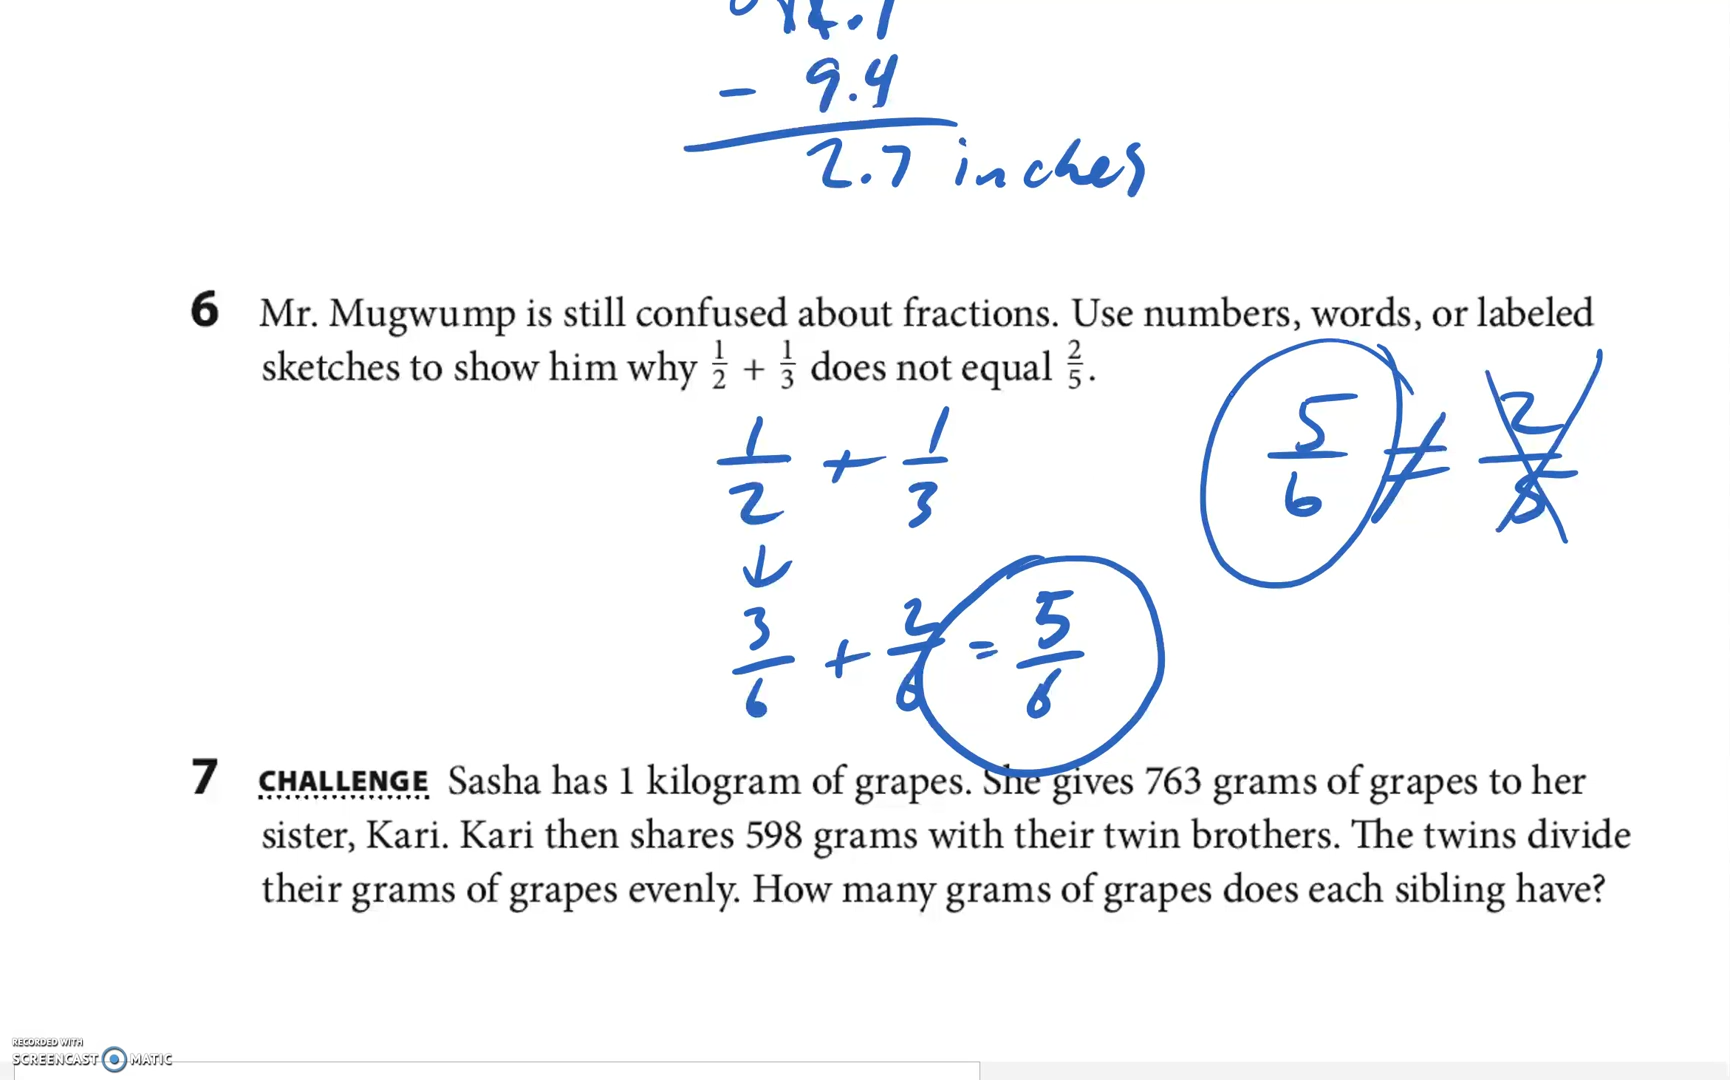 - 9.4
2.7 inches
6 Mr. Mugwump is still confused about fractions. Use numbers, words, or labeled
sketches to show him why 1/2 + 1/3 does not equal 2/5.
1/2 + 1/3
5/6 ≠ 2/5
↓
3/6 + 2/6 = 5/6
7 CHALLENGE Sasha has 1 kilogram of grapes. She gives 763 grams of grapes to her
sister, Kari. Kari then shares 598 grams with their twin brothers. The twins divide
their grams of grapes evenly. How many grams of grapes does each sibling have?
RECORDED WITH
SCREENCAST MATIC